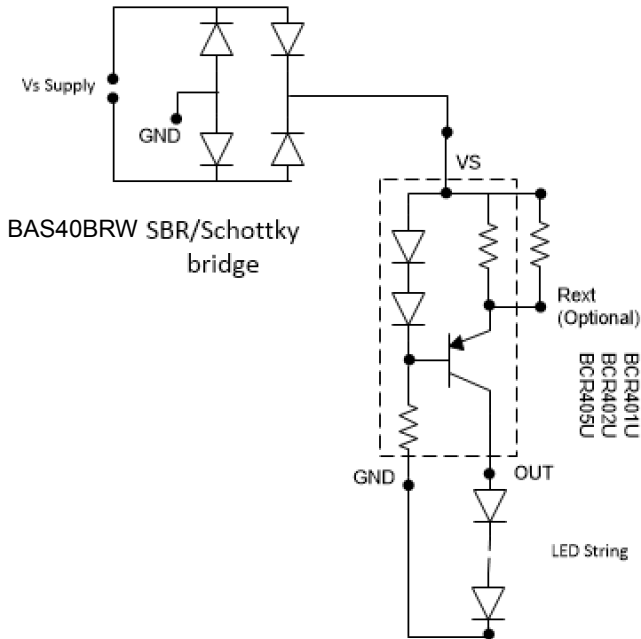 Vs Supply
GND
VS
BAS40BRW SBR/Schottky
bridge
Rext
(Optional)
BCR401U
BCR402U
BCR405U
GND
OUT
LED String